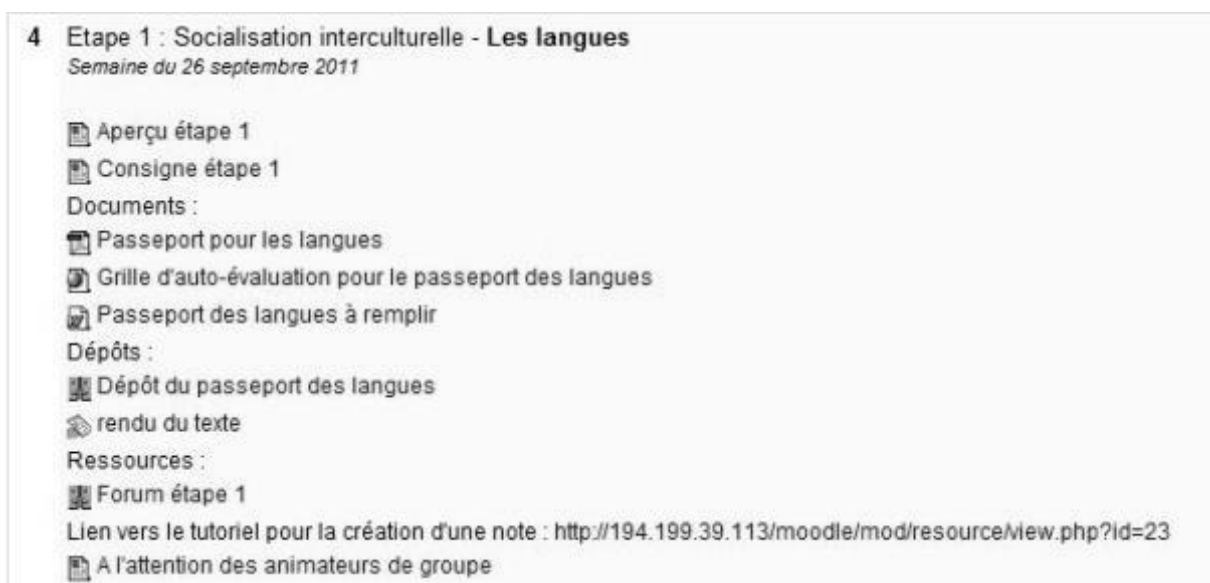 4 Etape 1 : Socialisation interculturelle - Les langues
Semaine du 26 septembre 2011
Aperçu étape 1
Consigne étape 1
Documents :
Passeport pour les langues
Grille d'auto-évaluation pour le passeport des langues
Passeport des langues à remplir
Dépôts :
Dépôt du passeport des langues
rendu du texte
Ressources :
Forum étape 1
Lien vers le tutoriel pour la création d'une note : http://194.199.39.113/moodle/mod/resource/view.php?id=23
A l'attention des animateurs de groupe